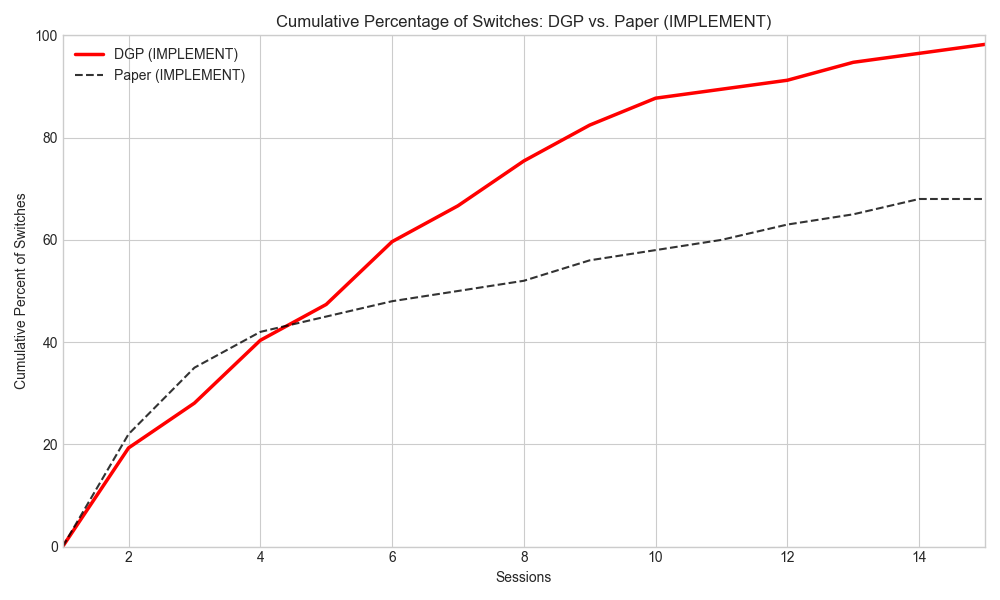 Cumulative Percentage of Switches: DGP vs. Paper (IMPLEMENT)
DGP (IMPLEMENT)
Paper (IMPLEMENT)
Cumulative Percent of Switches
100
80
60
40
20
0
2 4 6 8 10 12 14
Sessions